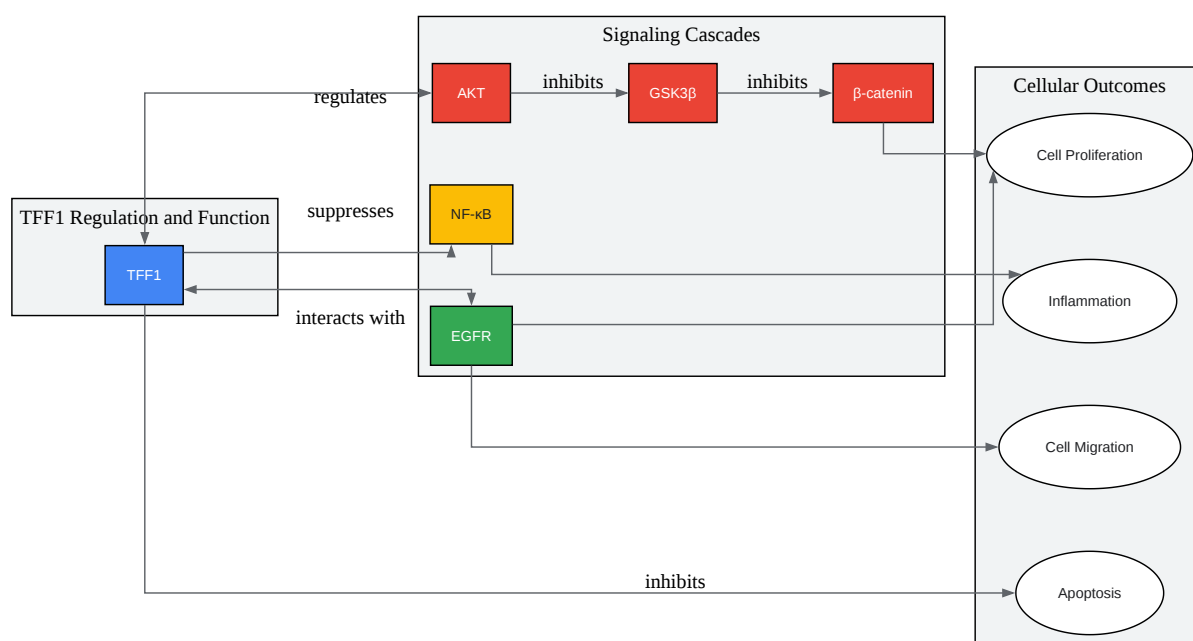 Signaling Cascades
regulates
AKT
inhibits
GSK3β
inhibits
β-catenin
Cellular Outcomes
Cell Proliferation
TFF1 Regulation and Function
suppresses
NF-κB
TFF1
Inflammation
interacts with
EGFR
Cell Migration
inhibits
Apoptosis